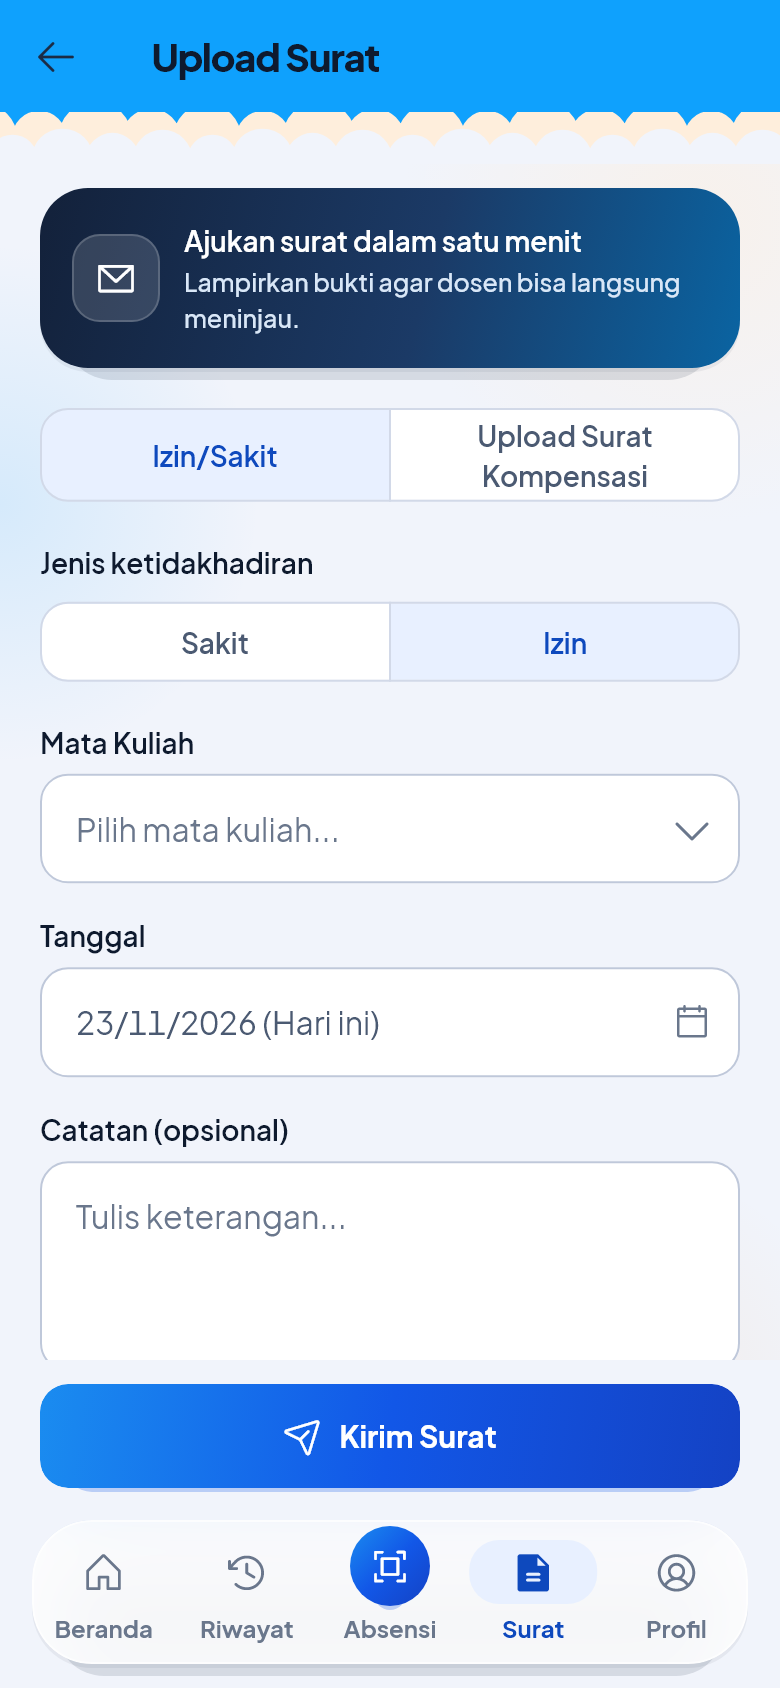 Upload Surat
Ajukan surat dalam satu menit
Lampirkan bukti agar dosen bisa langsung
meninjau.
Izin/Sakit
Upload Surat
Kompensasi
Jenis ketidakhadiran
Sakit
Izin
Mata Kuliah
Pilih mata kuliah...
Tanggal
23/11/2026 (Hari ini)
Catatan (opsional)
Tulis keterangan...
Kirim Surat
Beranda
Riwayat
Absensi
Surat
Profil